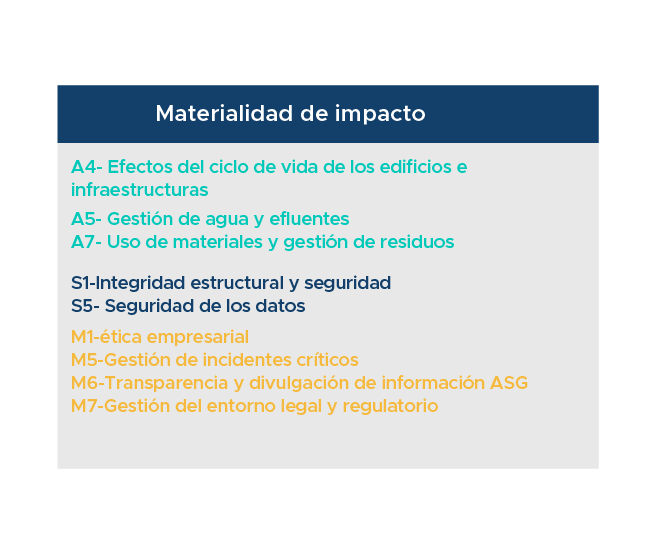 Materialidad de impacto
A4- Efectos del ciclo de vida de los edificios e
infraestructuras
A5- Gestión de agua y efluentes
A7- Uso de materiales y gestión de residuos
S1-Integridad estructural y seguridad
S5- Seguridad de los datos
M1-ética empresarial
M5-Gestión de incidentes críticos
M6-Transparencia y divulgación de información ASG
M7-Gestión del entorno legal y regulatorio